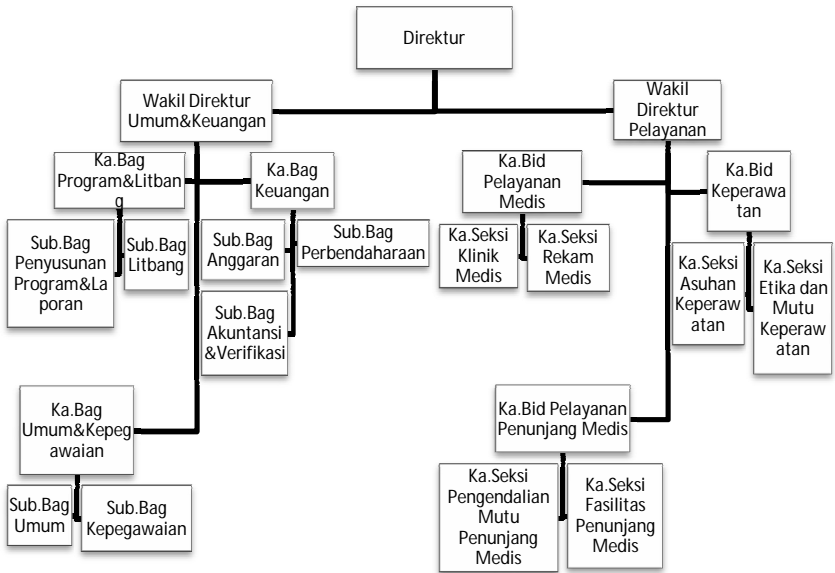 Direktur
Wakil Direktur
Umum&Keuangan
Wakil
Direktur
Pelayanan
Ka.Bag
Program&Litban
g
Ka.Bag
Keuangan
Ka.Bid
Pelayanan
Medis
Ka.Bid
Keperawa
tan
Sub.Bag
Penyusunan
Program&La
poran
Sub.Bag
Litbang
Sub.Bag
Anggaran
Sub.Bag
Perbendaharaan
Ka.Seksi
Klinik
Medis
Ka.Seksi
Rekam
Medis
Ka.Seksi
Asuhan
Keperaw
atan
Ka.Seksi
Etika dan
Mutu
Keperaw
atan
Sub.Bag
Akuntansi
&Verifikasi
Ka.Bag
Umum&Kepeg
awaian
Ka.Bid Pelayanan
Penunjang Medis
Sub.Bag
Umum
Sub.Bag
Kepegawaian
Ka.Seksi
Pengendalian
Mutu
Penunjang
Medis
Ka.Seksi
Fasilitas
Penunjang
Medis